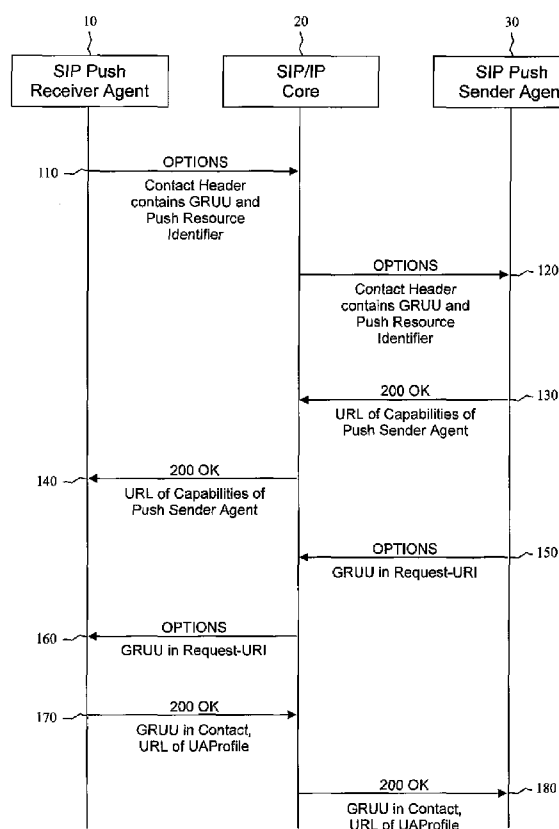 10
20
30
SIP Push
Receiver Agent
SIP/IP
Core
SIP Push
Sender Agent
110
OPTIONS
Contact Header
contains GRUU and
Push Resource
Identifier
OPTIONS
120
Contact Header
contains GRUU and
Push Resource
Identifier
200 OK
130
URL of Capabilities of
Push Sender Agent
140
200 OK
URL of Capabilities of
Push Sender Agent
OPTIONS
150
GRUU in Request-URI
160
OPTIONS
GRUU in Request-URI
170
200 OK
GRUU in Contact,
URL of UAProfile
200 OK
180
GRUU in Contact,
URL of UAProfile